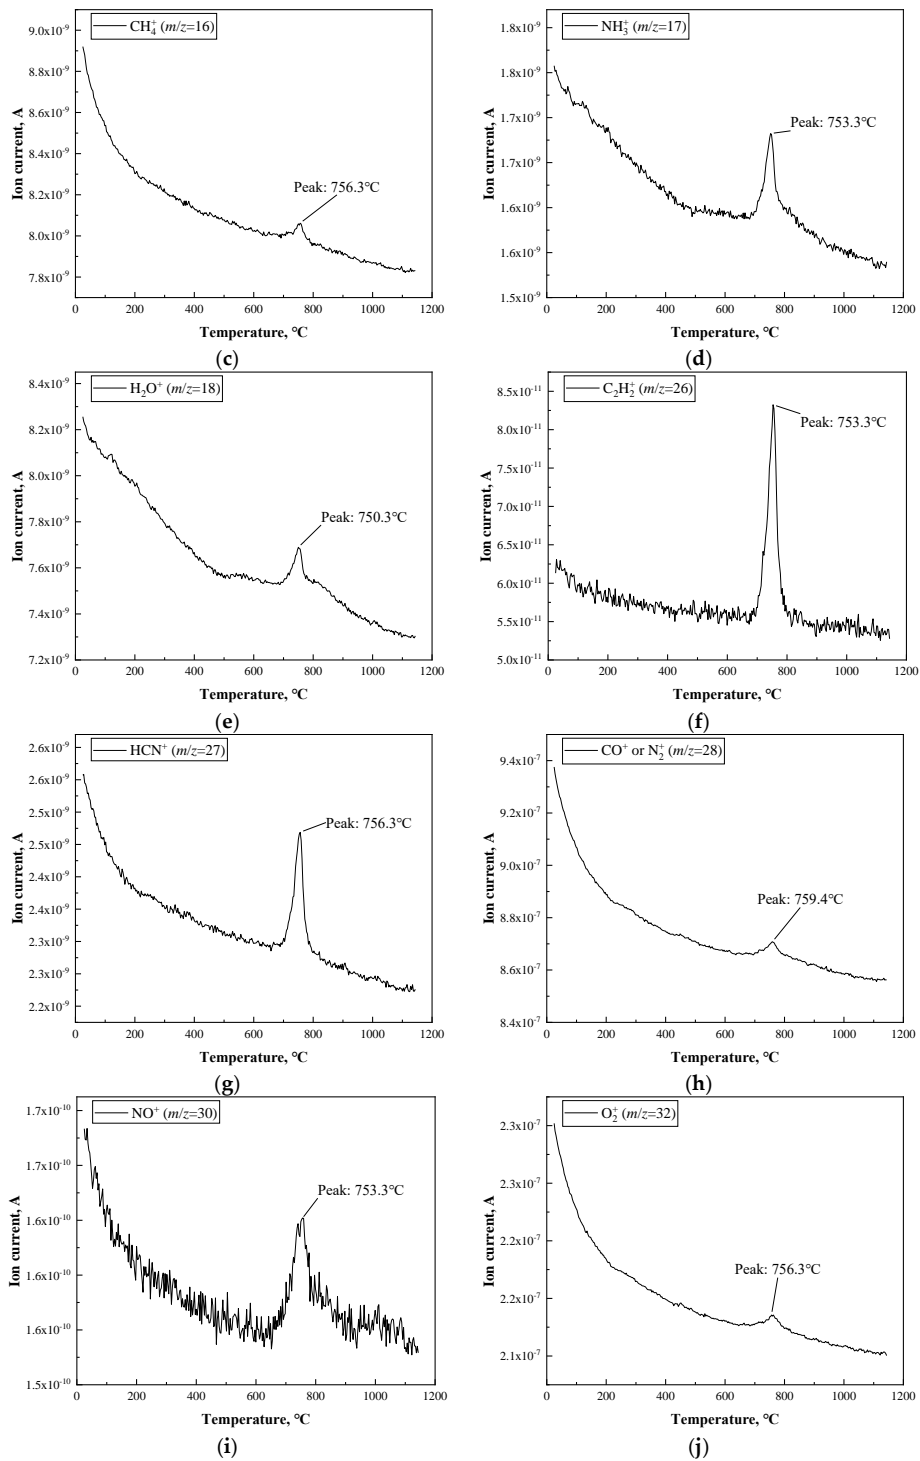 CH₄⁺ (m/z=16)
9.0x10⁻⁹
8.8x10⁻⁹
8.6x10⁻⁹
8.4x10⁻⁹
8.2x10⁻⁹
8.0x10⁻⁹
7.8x10⁻⁹
Ion current, A
Peak: 756.3℃
0 200 400 600 800 1000 1200
Temperature, ℃
(c)
NH₃⁺ (m/z=17)
1.8x10⁻⁹
1.8x10⁻⁹
1.7x10⁻⁹
1.7x10⁻⁹
1.6x10⁻⁹
1.6x10⁻⁹
1.5x10⁻⁹
Ion current, A
Peak: 753.3℃
0 200 400 600 800 1000 1200
Temperature, ℃
(d)
H₂O⁺ (m/z=18)
8.4x10⁻⁹
8.2x10⁻⁹
8.0x10⁻⁹
7.8x10⁻⁹
7.6x10⁻⁹
7.4x10⁻⁹
7.2x10⁻⁹
Ion current, A
Peak: 750.3℃
0 200 400 600 800 1000 1200
Temperature, ℃
(e)
C₂H₂⁺ (m/z=26)
8.5x10⁻¹¹
8.0x10⁻¹¹
7.5x10⁻¹¹
7.0x10⁻¹¹
6.5x10⁻¹¹
6.0x10⁻¹¹
5.5x10⁻¹¹
5.0x10⁻¹¹
Ion current, A
Peak: 753.3℃
0 200 400 600 800 1000 1200
Temperature, ℃
(f)
HCN⁺ (m/z=27)
2.6x10⁻⁹
2.6x10⁻⁹
2.5x10⁻⁹
2.5x10⁻⁹
2.4x10⁻⁹
2.4x10⁻⁹
2.3x10⁻⁹
2.3x10⁻⁹
2.2x10⁻⁹
Ion current, A
Peak: 756.3℃
0 200 400 600 800 1000 1200
Temperature, ℃
(g)
CO⁺ or N₂⁺ (m/z=28)
9.4x10⁻⁷
9.2x10⁻⁷
9.0x10⁻⁷
8.8x10⁻⁷
8.6x10⁻⁷
8.4x10⁻⁷
Ion current, A
Peak: 759.4℃
0 200 400 600 800 1000 1200
Temperature, ℃
(h)
NO⁺ (m/z=30)
1.7x10⁻¹⁰
1.7x10⁻¹⁰
1.6x10⁻¹⁰
1.6x10⁻¹⁰
1.6x10⁻¹⁰
1.5x10⁻¹⁰
Ion current, A
Peak: 753.3℃
0 200 400 600 800 1000 1200
Temperature, ℃
(i)
O₂⁺ (m/z=32)
2.3x10⁻⁷
2.3x10⁻⁷
2.2x10⁻⁷
2.2x10⁻⁷
2.1x10⁻⁷
Ion current, A
Peak: 756.3℃
0 200 400 600 800 1000 1200
Temperature, ℃
(j)